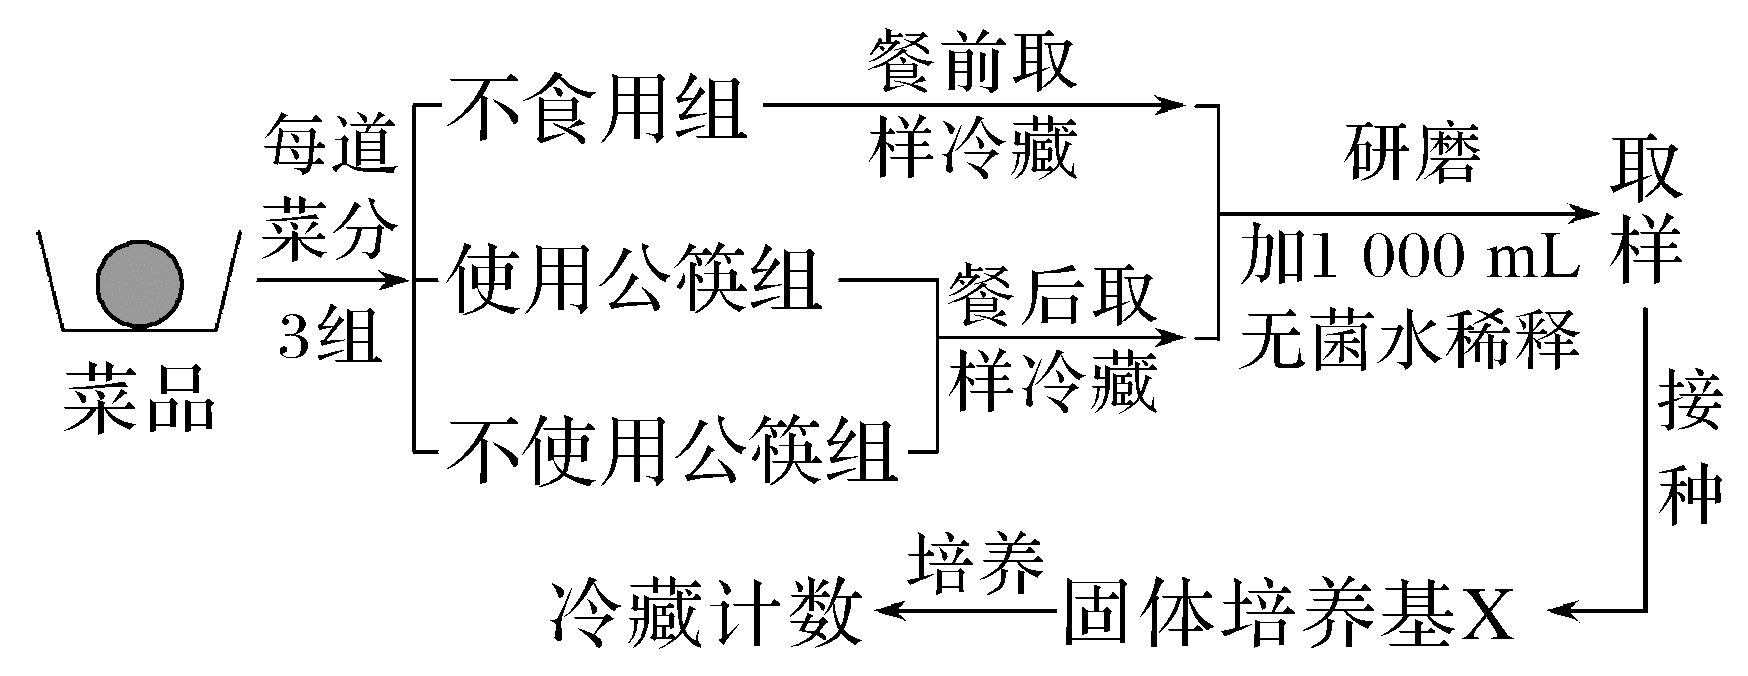 菜品
每道
菜分
3组
不食用组
使用公筷组
不使用公筷组
餐前取
样冷藏
餐后取
样冷藏
研磨
加1 000 mL
无菌水稀释
取样
接种
固体培养基X
培养
冷藏计数